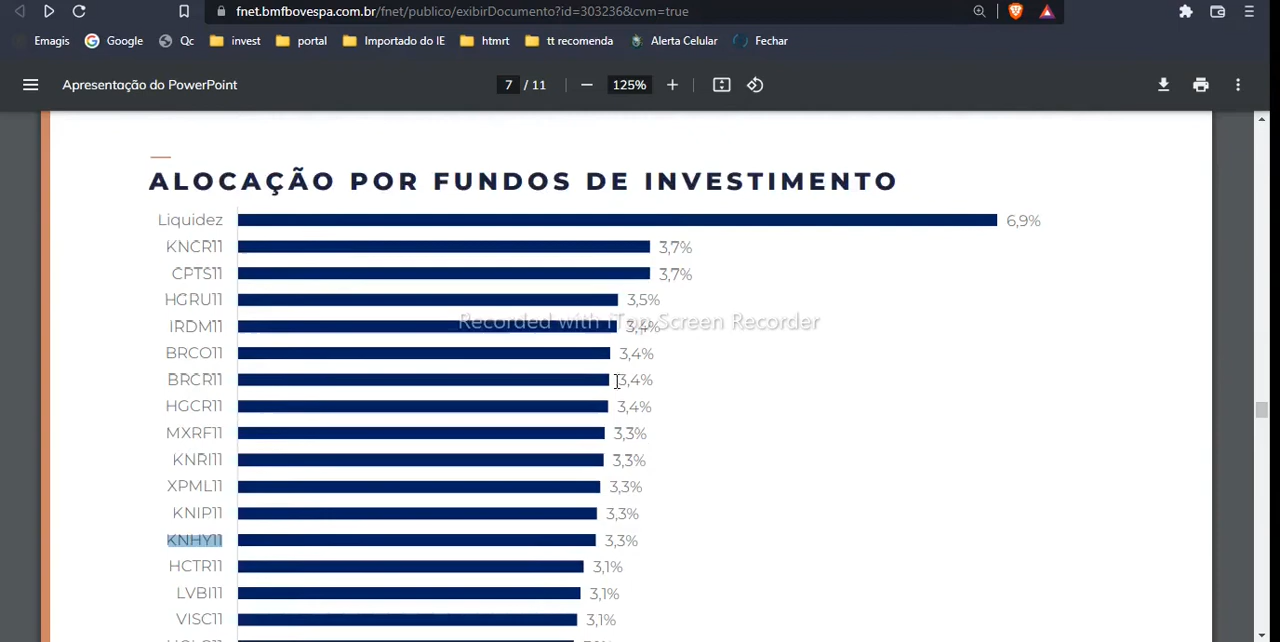 fnet.bmfbovespa.com.br/fnet/publico/exibirDocumento?id=303236&cvm=true
Emagis Google Qc invest portal Importado do IE htmrt tt recomenda Alerta Celular Fechar
Apresentação do PowerPoint 7 / 11 125%
ALOCAÇÃO POR FUNDOS DE INVESTIMENTO
Liquidez 6,9%
KNCR11 3,7%
CPTS11 3,7%
HGRU11 3,5%
Recorded with iTop Screen Recorder
IRDM11 3,4%
BRCO11 3,4%
BRCR11 3,4%
HGCR11 3,4%
MXRF11 3,3%
KNRI11 3,3%
XPML11 3,3%
KNIP11 3,3%
KNHY11 3,3%
HCTR11 3,1%
LVBI11 3,1%
VISC11 3,1%